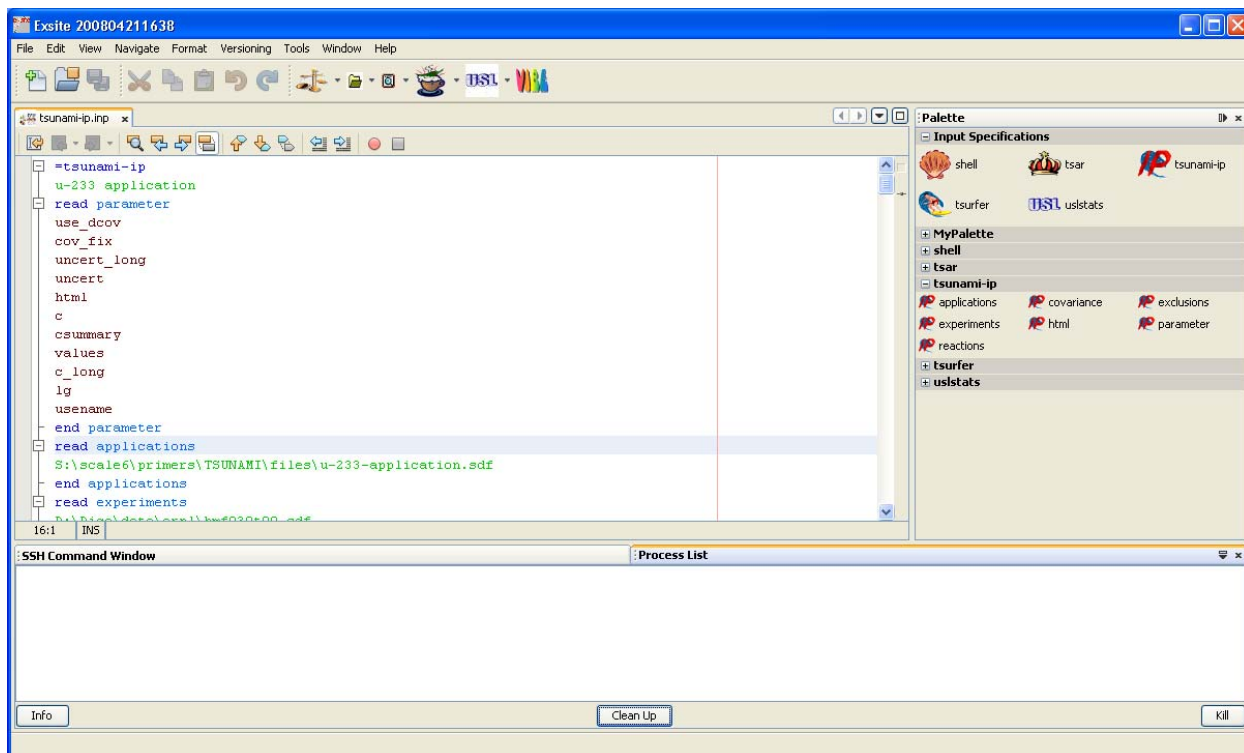 Exsite 200804211638
File Edit View Navigate Format Versioning Tools Window Help
USL
tsunami-ip.inp x
=tsunami-ip
u-233 application
read parameter
use_dcov
cov_fix
uncert_long
uncert
html
c
csummary
values
c_long
lg
usename
end parameter
read applications
S:\scale6\primers\TSUNAMI\files\u-233-application.sdf
end applications
read experiments
16:1 INS
Palette
Input Specifications
shell tsar tsunami-ip
tsurfer USL uslstats
MyPalette
shell
tsar
tsunami-ip
applications covariance exclusions
experiments html parameter
reactions
tsurfer
uslstats
SSH Command Window
Process List
Info
Clean Up
Kill